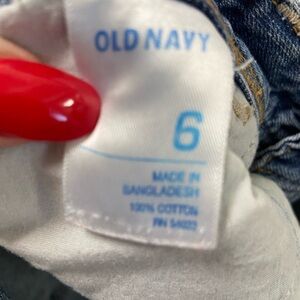 OLD NAVY
6
MADE IN
BANGLADESH
100% COTTON
RN 54023